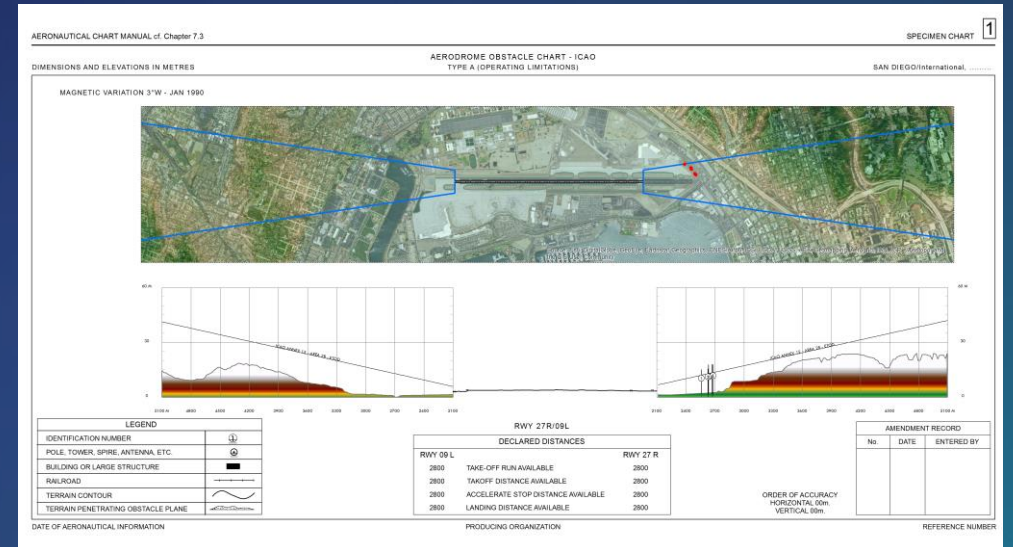 AERONAUTICAL CHART MANUAL cf. Chapter 7.3
SPECIMEN CHART 1
AERODROME OBSTACLE CHART - ICAO
DIMENSIONS AND ELEVATIONS IN METRES
TYPE A (OPERATING LIMITATIONS)
SAN DIEGO/International, ........
MAGNETIC VARIATION 3°W - JAN 1990
RWY 27R/09L
LEGEND
IDENTIFICATION NUMBER
POLE, TOWER, SPIRE, ANTENNA, ETC.
BUILDING OR LARGE STRUCTURE
RAILROAD
TERRAIN CONTOUR
TERRAIN PENETRATING OBSTACLE PLANE
DECLARED DISTANCES
RWY 09 L RWY 27 R
2800 TAKE-OFF RUN AVAILABLE 2800
2800 TAKOFF DISTANCE AVAILABLE 2800
2800 ACCELERATE STOP DISTANCE AVAILABLE 2800
2800 LANDING DISTANCE AVAILABLE 2800
ORDER OF ACCURACY
HORIZONTAL 00m.
VERTICAL 00m.
AMENDMENT RECORD
No. DATE ENTERED BY
DATE OF AERONAUTICAL INFORMATION
PRODUCING ORGANIZATION
REFERENCE NUMBER